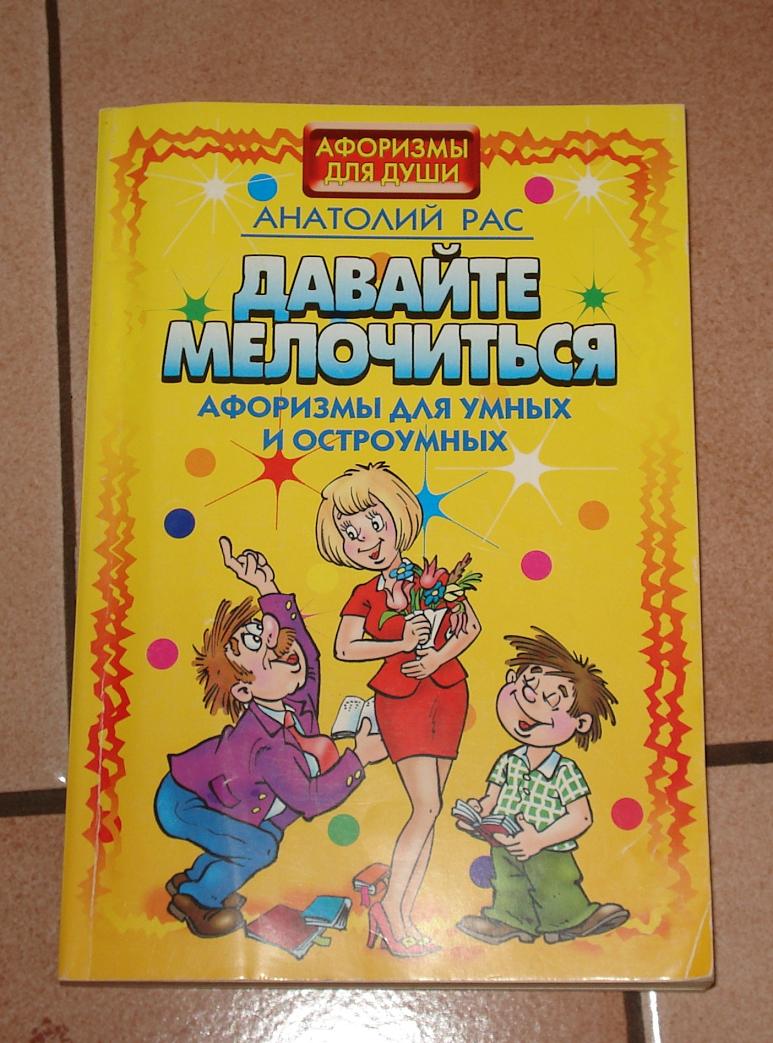 АФОРИЗМЫ
ДЛЯ ДУШИ
АНАТОЛИЙ РАС
ДАВАЙТЕ
МЕЛОЧИТЬСЯ
АФОРИЗМЫ ДЛЯ УМНЫХ
И ОСТРОУМНЫХ